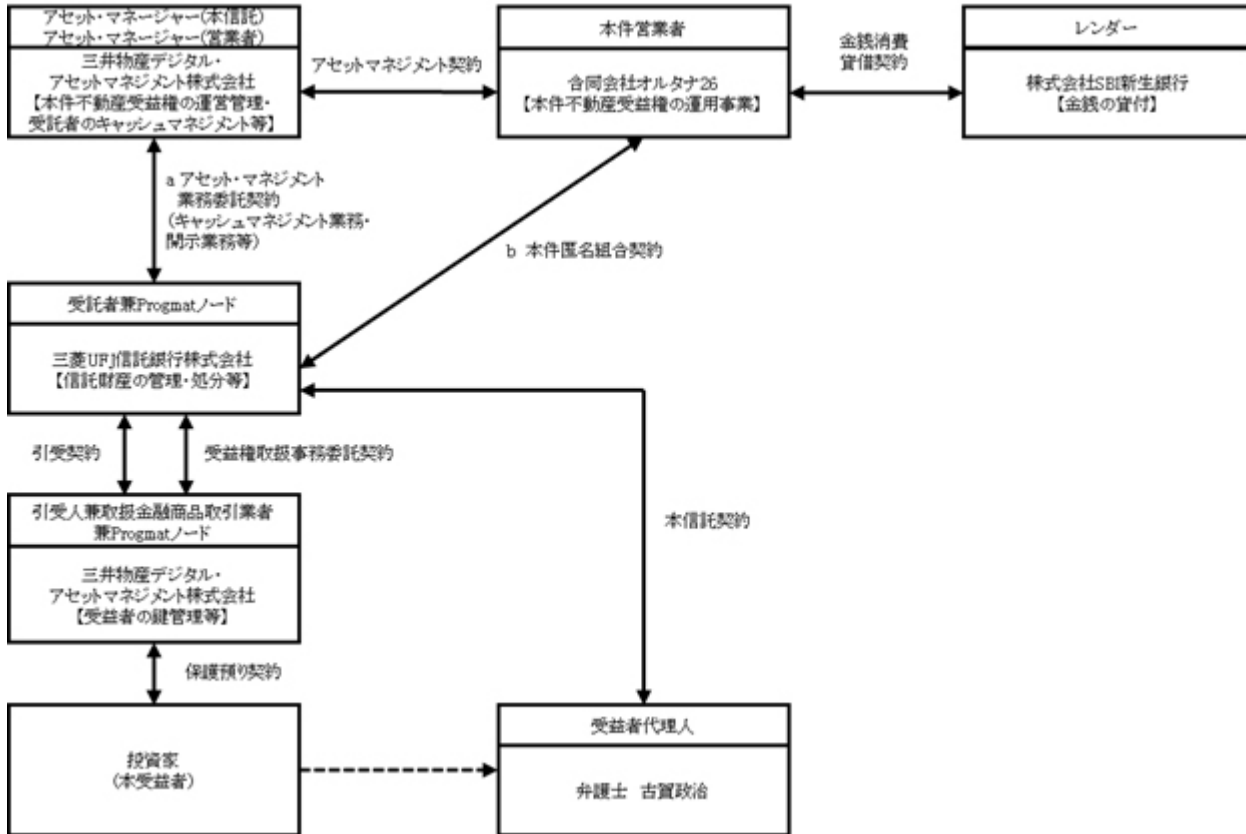 アセット・マネージャー(本信託)
アセット・マネージャー(営業者)
三井物産デジタル・
アセットマネジメント株式会社
【本件不動産受益権の運営管理・
受託者のキャッシュマネジメント等】
アセットマネジメント契約
本件営業者
合同会社オルタナ26
【本件不動産受益権の運用事業】
金銭消費
貸借契約
レンダー
株式会社SBI新生銀行
【金銭の貸付】
a アセット・マネジメント
業務委託契約
(キャッシュマネジメント業務・
開示業務等)
b 本件匿名組合契約
受託者兼Progmatノード
三菱UFJ信託銀行株式会社
【信託財産の管理・処分等】
引受契約
受益権取扱事務委託契約
引受人兼取扱金融商品取引業者
兼Progmatノード
三井物産デジタル・
アセットマネジメント株式会社
【受益者の鍵管理等】
本信託契約
保護預り契約
投資家
(本受益者)
受益者代理人
弁護士 古賀政治